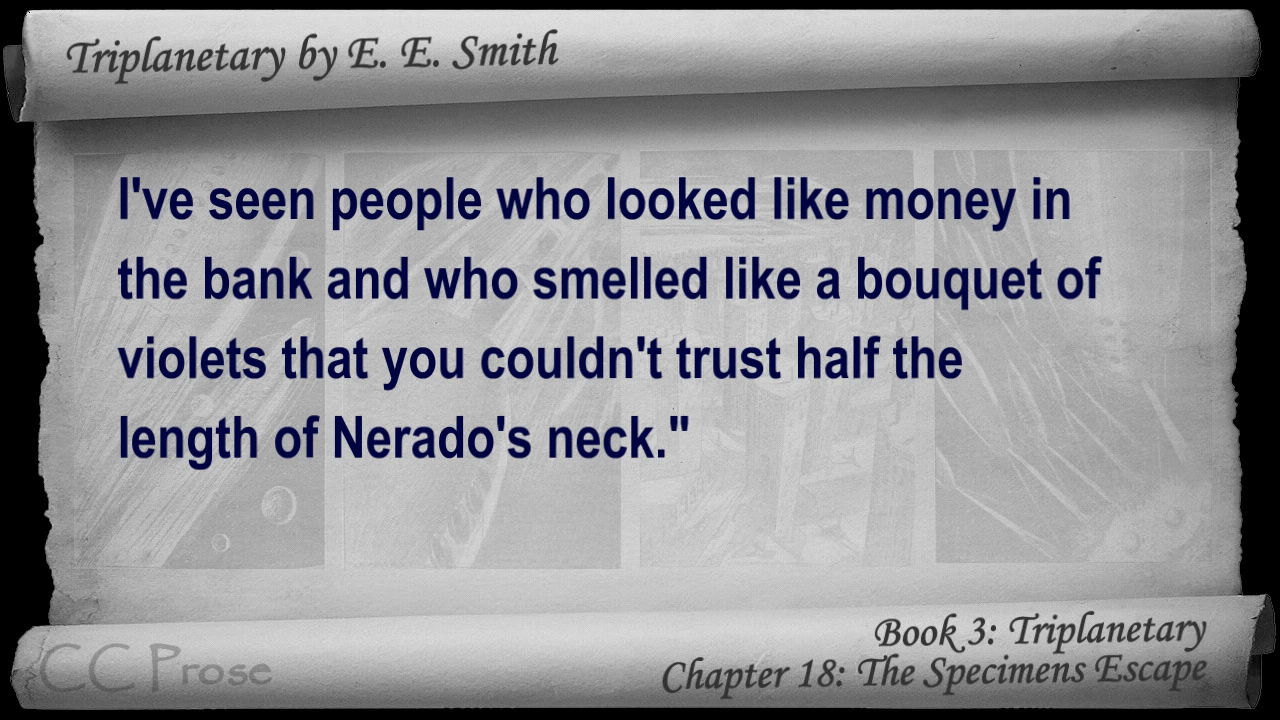 Triplanetary by E. E. Smith
I've seen people who looked like money in
the bank and who smelled like a bouquet of
violets that you couldn't trust half the
length of Nerado's neck."
Book 3: Triplanetary
Chapter 18: The Specimens Escape
CC Prose